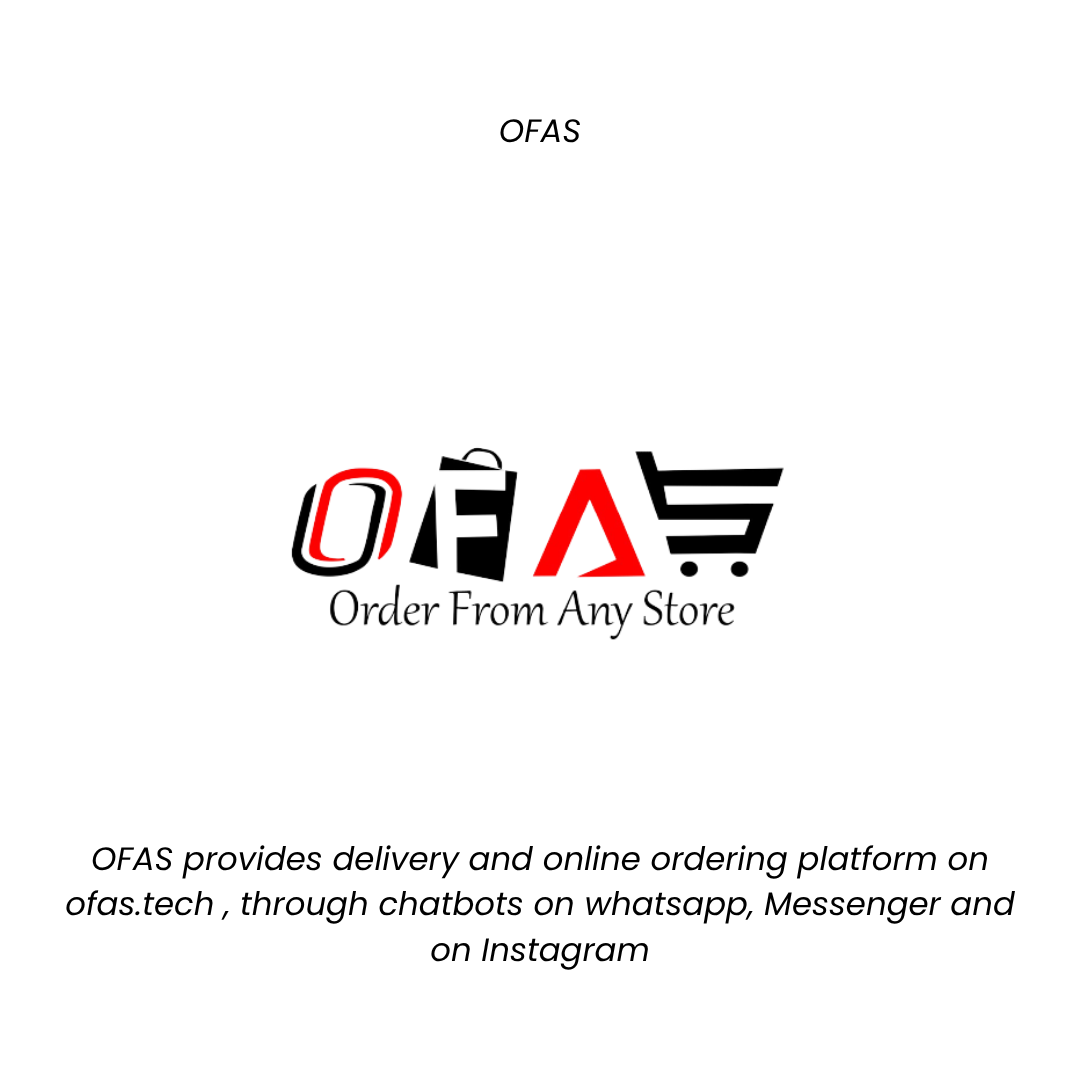 OFAS
OFAS
Order From Any Store
OFAS provides delivery and online ordering platform on
ofas.tech , through chatbots on whatsapp, Messenger and
on Instagram